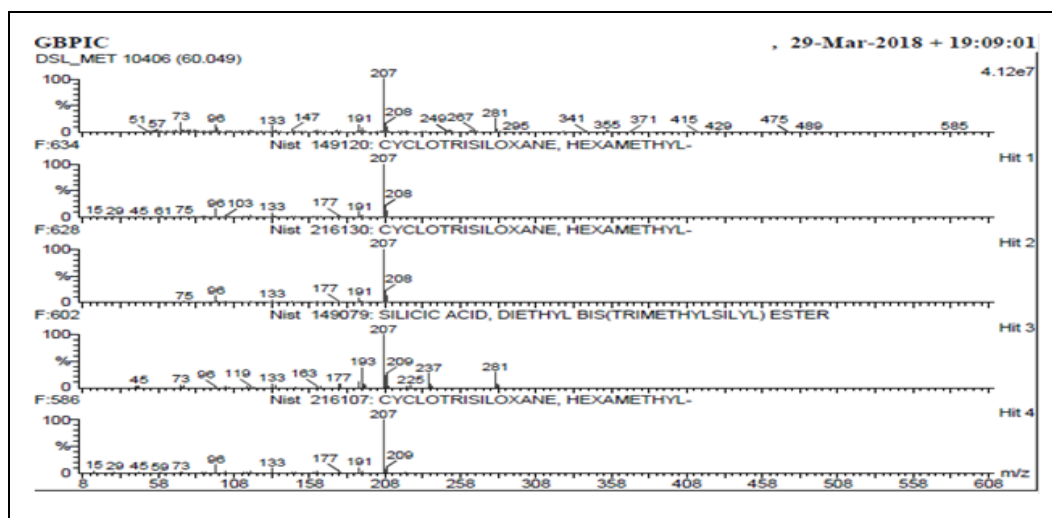 GBPIC , 29-Mar-2018 + 19:09:01
DSL_MET 10406 (60.049)
100 % 0 51 57 73 96 133 147 191 207 208 249 267 281 295 341 355 371 415 429 475 489 585 4.12e7
F:634 Nist 149120: CYCLOTRISILOXANE, HEXAMETHYL- Hit 1
100 % 0 15 29 45 61 75 96 103 133 177 191 207 208
F:628 Nist 216130: CYCLOTRISILOXANE, HEXAMETHYL- Hit 2
100 % 0 75 96 133 177 191 207 208
F:602 Nist 149079: SILICIC ACID, DIETHYL BIS(TRIMETHYLSILYL) ESTER Hit 3
100 % 0 45 73 96 119 133 163 177 193 207 209 225 237 281
F:586 Nist 216107: CYCLOTRISILOXANE, HEXAMETHYL- Hit 4
100 % 0 15 29 45 59 73 96 133 177 191 207 209 m/z
8 58 108 158 208 258 308 358 408 458 508 558 608